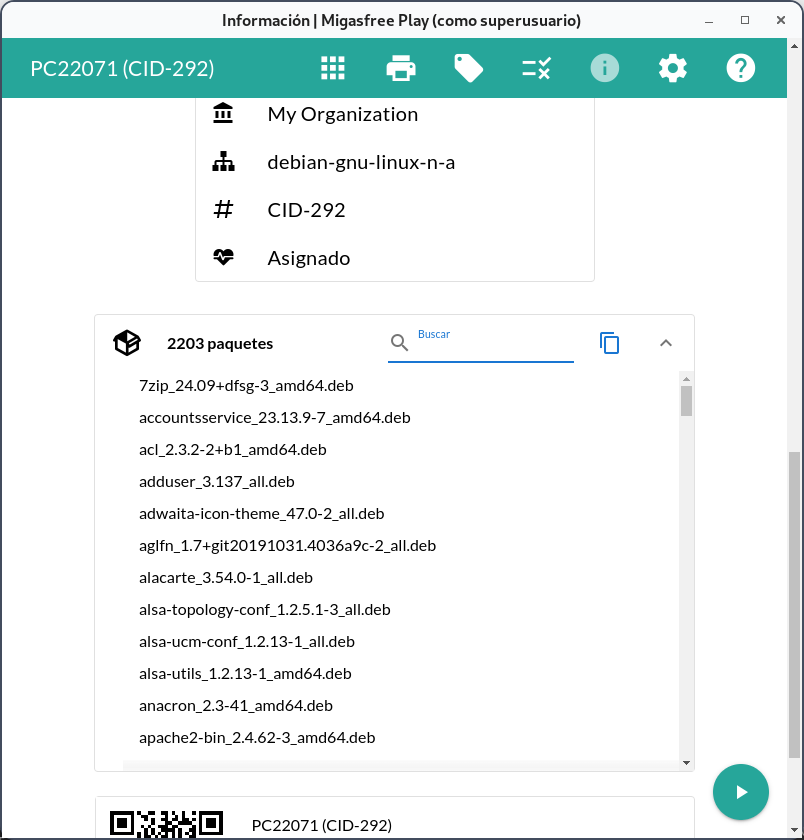 Información | Migasfree Play (como superusuario)
PC22071 (CID-292)
My Organization
debian-gnu-linux-n-a
CID-292
Asignado
2203 paquetes
Buscar
7zip_24.09+dfsg-3_amd64.deb
accountsservice_23.13.9-7_amd64.deb
acl_2.3.2-2+b1_amd64.deb
adduser_3.137_all.deb
adwaita-icon-theme_47.0-2_all.deb
aglfn_1.7+git20191031.4036a9c-2_all.deb
alacarte_3.54.0-1_all.deb
alsa-topology-conf_1.2.5.1-3_all.deb
alsa-ucm-conf_1.2.13-1_all.deb
alsa-utils_1.2.13-1_amd64.deb
anacron_2.3-41_amd64.deb
apache2-bin_2.4.62-3_amd64.deb
PC22071 (CID-292)